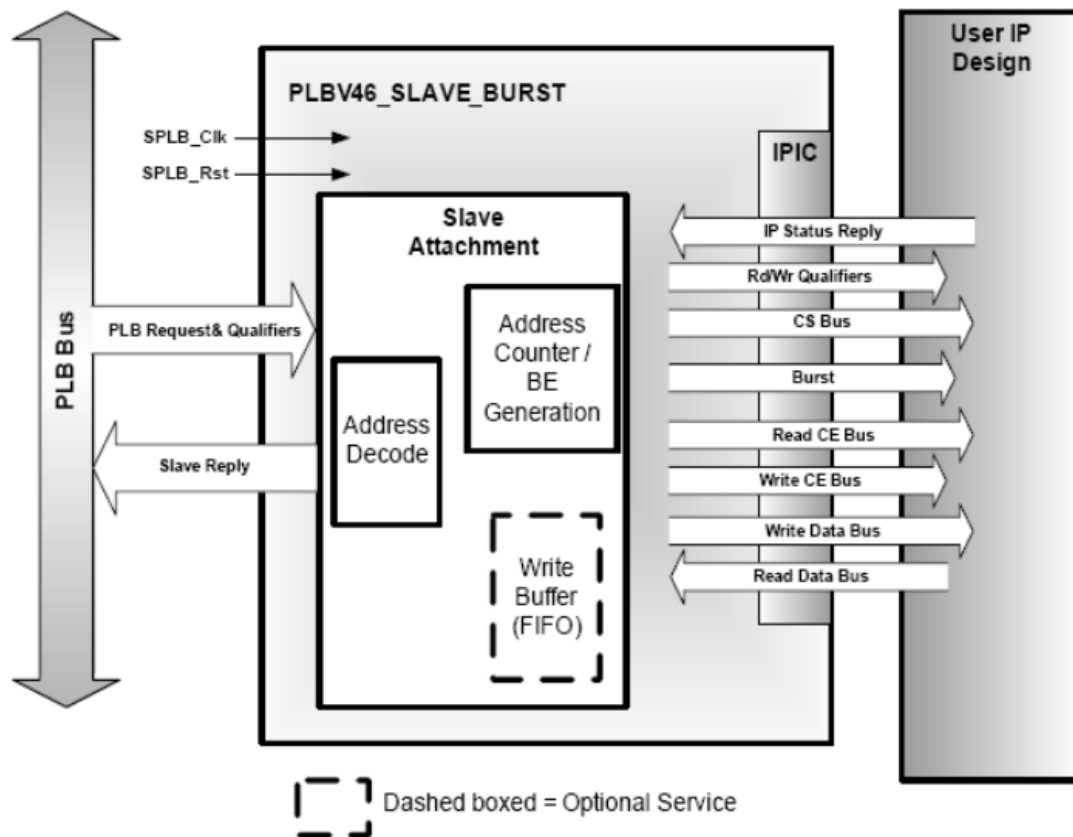 User IP
Design
PLBV46_SLAVE_BURST
SPLB_Clk
SPLB_Rst
IPIC
Slave
Attachment
IP Status Reply
Rd/Wr Qualifiers
CS Bus
Burst
Read CE Bus
Write CE Bus
Write Data Bus
Read Data Bus
PLB Bus
PLB Request& Qualifiers
Slave Reply
Address
Counter /
BE
Generation
Address
Decode
Write
Buffer
(FIFO)
Dashed boxed = Optional Service